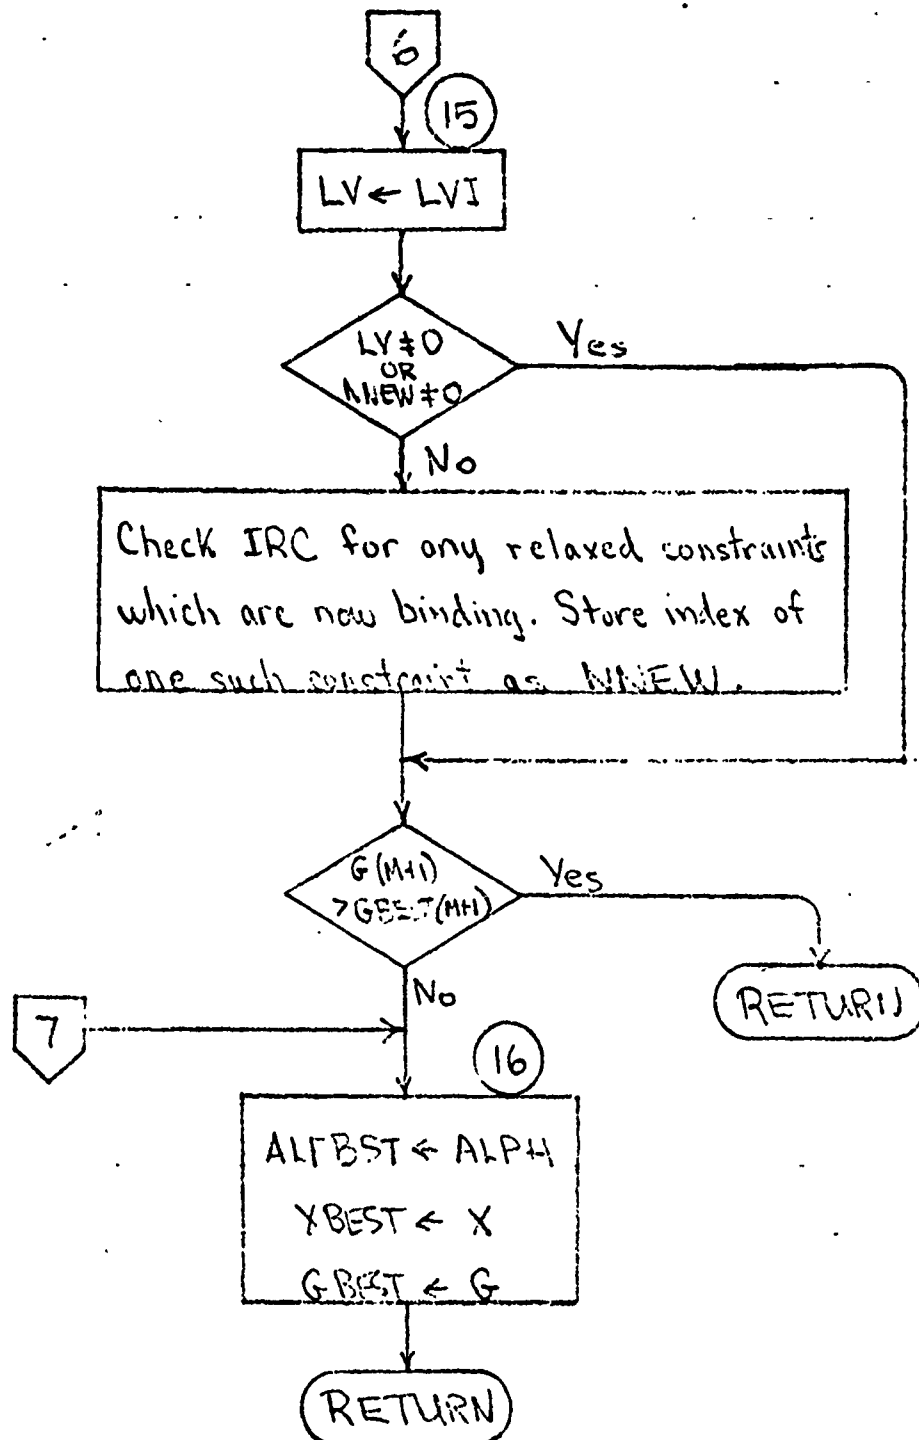 6
15
LV ← LVI
LV ≠ 0
OR
NNEW ≠ 0
Yes
No
Check IRC for any relaxed constraints
which are now binding. Store index of
one such constraint as NNEW.
G(M+1)
> GBEST(M+1)
Yes
No
RETURN
7
16
ALPBST ← ALPH
XBEST ← X
GBEST ← G
RETURN